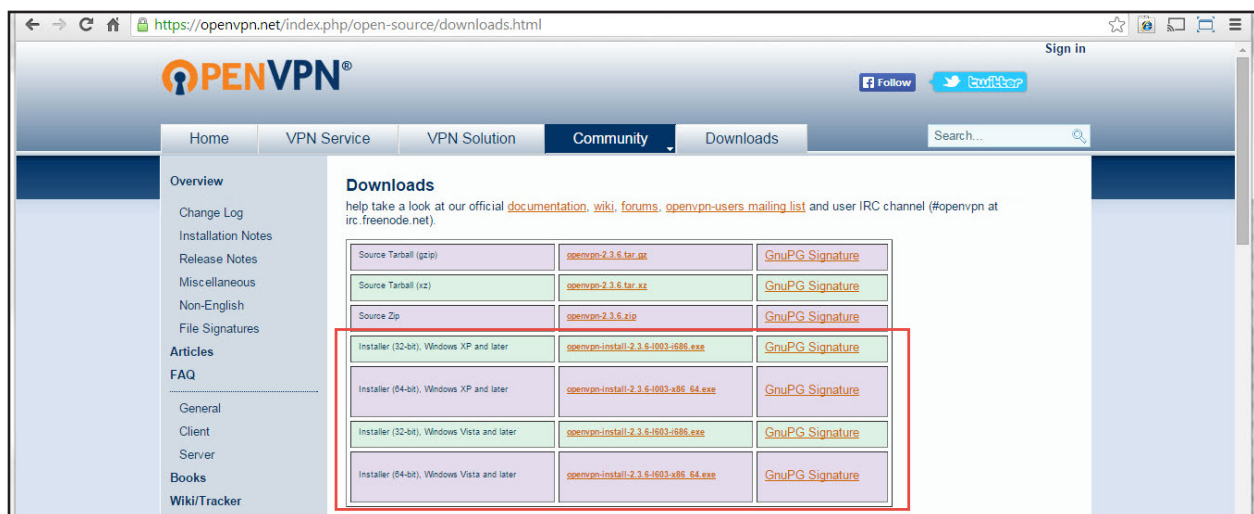 https://openvpn.net/index.php/open-source/downloads.html
Sign in
OPENVPN®
f Follow
twitter
Home
VPN Service
VPN Solution
Community
Downloads
Search...
Overview
Change Log
Installation Notes
Release Notes
Miscellaneous
Non-English
File Signatures
Articles
FAQ
General
Client
Server
Books
Wiki/Tracker
Downloads
help take a look at our official documentation, wiki, forums, openvpn-users mailing list and user IRC channel (#openvpn at
irc.freenode.net).
Source Tarball (gzip) openvpn-2.3.6.tar.gz GnuPG Signature
Source Tarball (xz) openvpn-2.3.6.tar.xz GnuPG Signature
Source Zip openvpn-2.3.6.zip GnuPG Signature
Installer (32-bit), Windows XP and later openvpn-install-2.3.6-I003-i686.exe GnuPG Signature
Installer (64-bit), Windows XP and later openvpn-install-2.3.6-I003-x86_64.exe GnuPG Signature
Installer (32-bit), Windows Vista and later openvpn-install-2.3.6-I603-i686.exe GnuPG Signature
Installer (64-bit), Windows Vista and later openvpn-install-2.3.6-I603-x86_64.exe GnuPG Signature